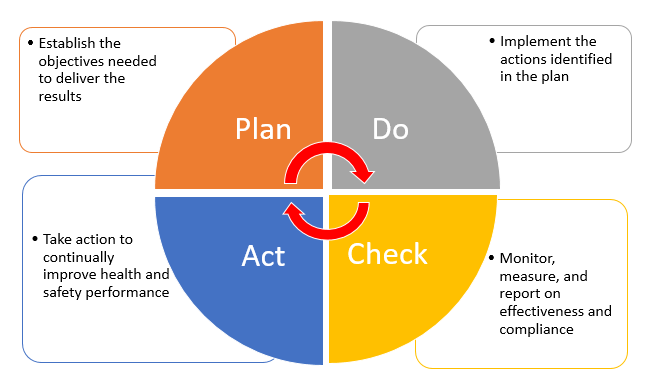 • Establish the
objectives needed
to deliver the
results
• Implement the
actions identified
in the plan
Plan
Do
• Take action to
continually
improve health and
safety performance
Act
Check
• Monitor,
measure, and
report on
effectiveness and
compliance